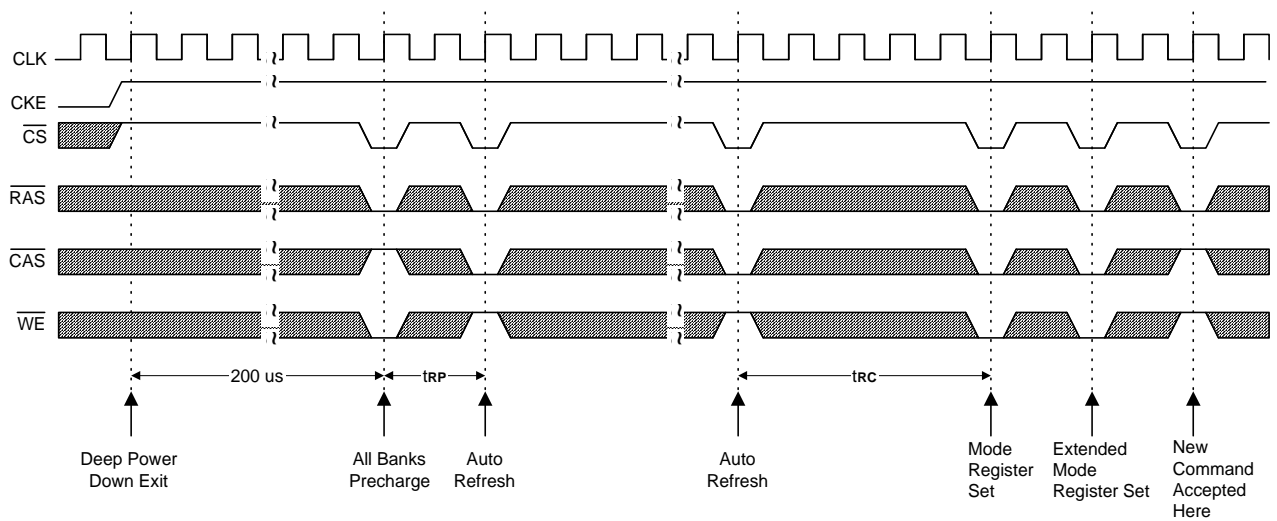 CLK
CKE
CS
RAS
CAS
WE
200 us
tRP
tRC
Deep Power
Down Exit
All Banks
Precharge
Auto
Refresh
Auto
Refresh
Mode
Register
Set
Extended
Mode
Register Set
New
Command
Accepted
Here